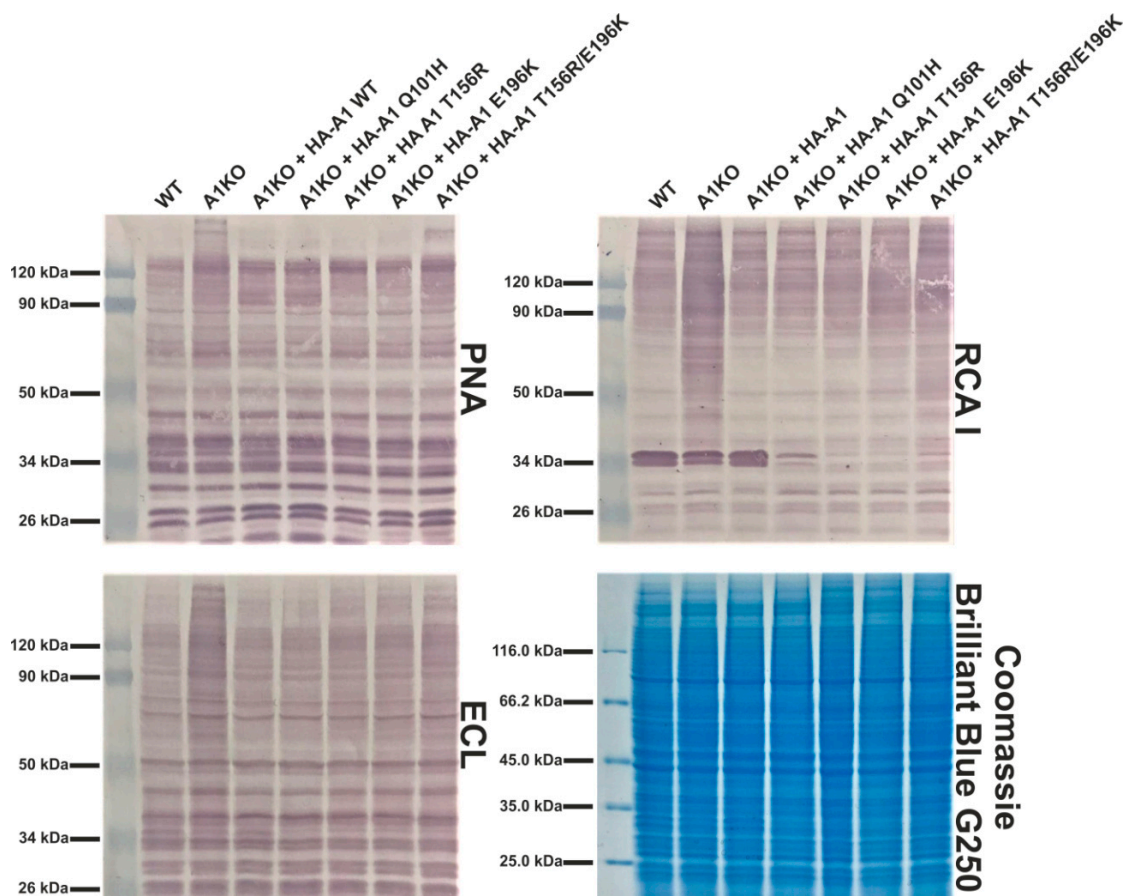 WT
A1KO
A1KO + HA-A1 WT
A1KO + HA-A1 Q101H
A1KO + HA A1 T156R
A1KO + HA-A1 E196K
A1KO + HA-A1 T156R/E196K
120 kDa
90 kDa
50 kDa
34 kDa
26 kDa
PNA
WT
A1KO
A1KO + HA-A1
A1KO + HA-A1 Q101H
A1KO + HA-A1 T156R
A1KO + HA-A1 E196K
A1KO + HA-A1 T156R/E196K
120 kDa
90 kDa
50 kDa
34 kDa
26 kDa
RCA I
120 kDa
90 kDa
50 kDa
34 kDa
26 kDa
ECL
116.0 kDa
66.2 kDa
45.0 kDa
35.0 kDa
25.0 kDa
Coomassie
Brilliant Blue G250